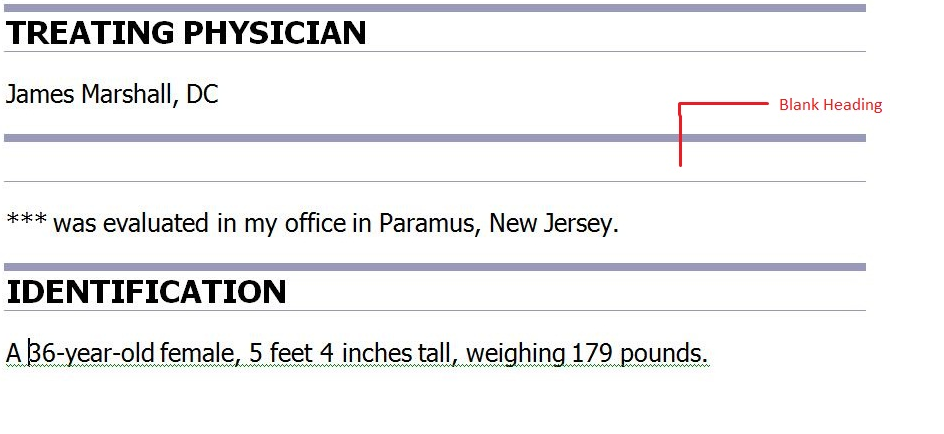 TREATING PHYSICIAN
James Marshall, DC
Blank Heading
*** was evaluated in my office in Paramus, New Jersey.
IDENTIFICATION
A 36-year-old female, 5 feet 4 inches tall, weighing 179 pounds.